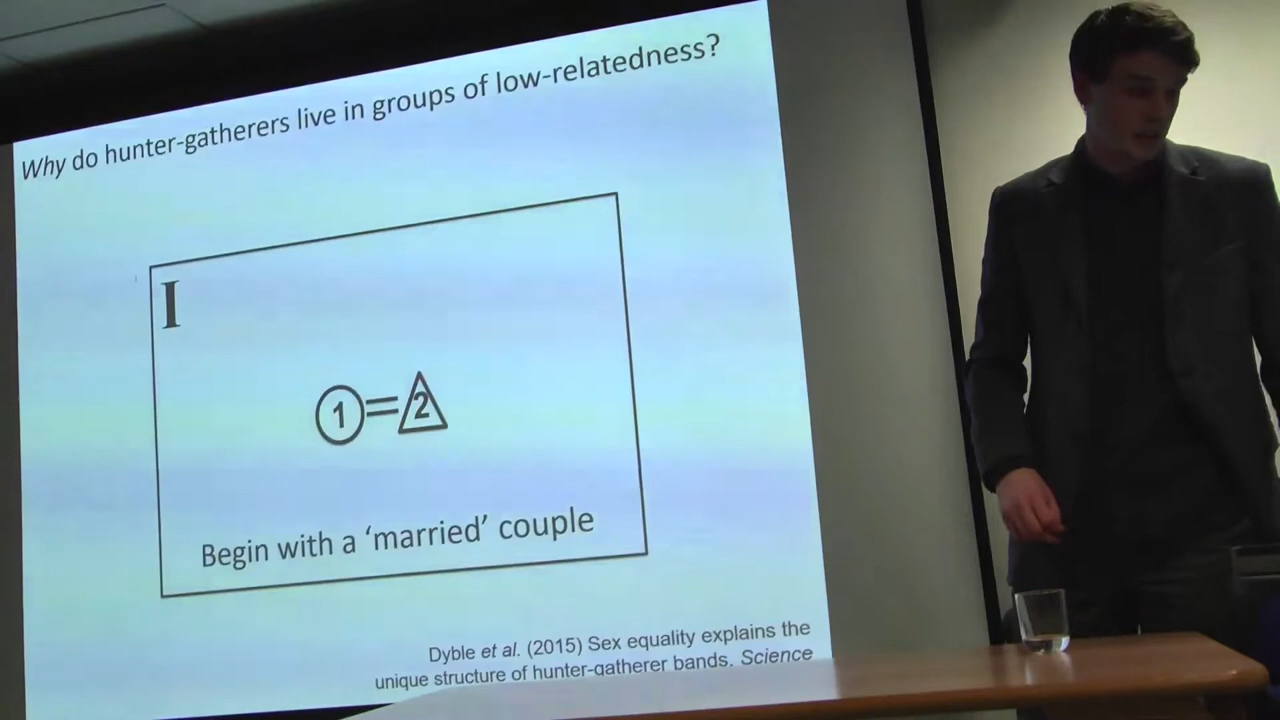 Why do hunter-gatherers live in groups of low-relatedness?
I
1 = 2
Begin with a ‘married’ couple
Dyble et al. (2015) Sex equality explains the
unique structure of hunter-gatherer bands. Science